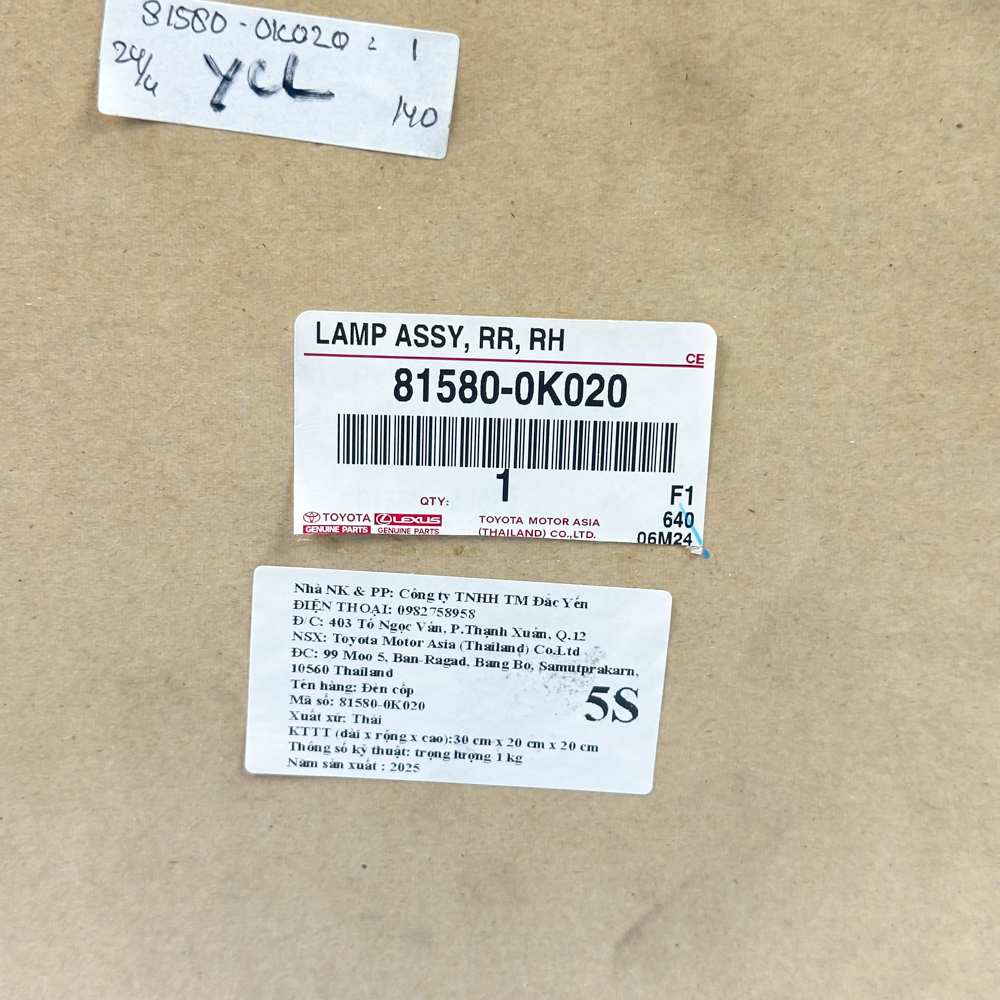 81580-0K020 : 1
24/4 YCL
140
LAMP ASSY, RR, RH
CE
81580-0K020
QTY: 1
F1
TOYOTA LEXUS TOYOTA MOTOR ASIA 640
GENUINE PARTS GENUINE PARTS (THAILAND) CO.,LTD. 06M24
Nhà NK & PP: Công ty TNHH TM Đắc Yến
ĐIỆN THOẠI: 0982758958
Đ/C: 403 Tô Ngọc Vân, P.Thạnh Xuân, Q.12
NSX: Toyota Motor Asia (Thailand) Co.Ltd
ĐC: 99 Moo 5, Ban-Ragad, Bang Bo, Samutprakarn,
10560 Thailand
Tên hàng: Đèn cốp
Mã số: 81580-0K020
5S
Xuất xứ: Thái
KTTT (dài x rộng x cao):30 cm x 20 cm x 20 cm
Thông số kỹ thuật: trọng lượng 1 kg
Năm sản xuất : 2025